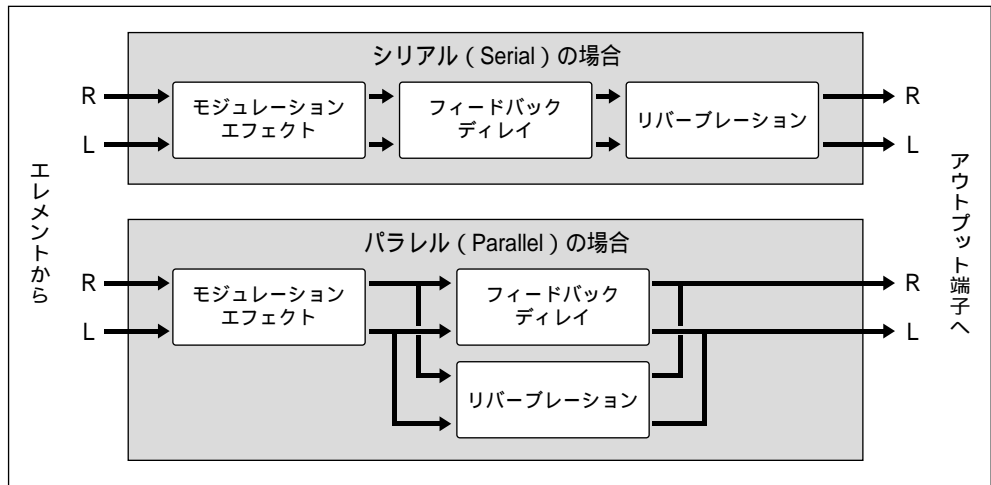 シリアル（Serial）の場合
R
L
モジュレーション
エフェクト
フィードバック
ディレイ
リバーブレーション
R
L
エレメントから
アウトプット端子へ
パラレル（Parallel）の場合
R
L
モジュレーション
エフェクト
フィードバック
ディレイ
リバーブレーション
R
L